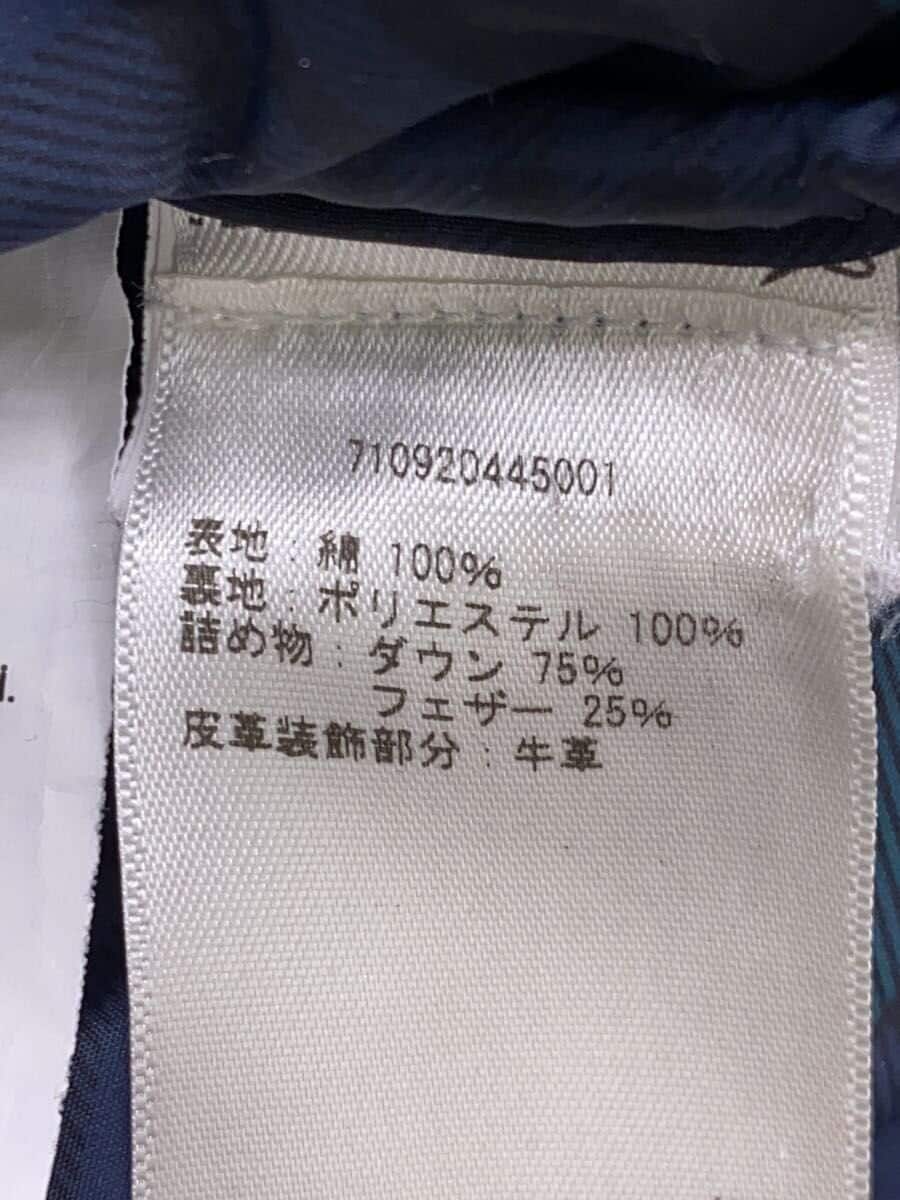 710920445001
表地:綿 100%
裏地:ポリエステル 100%
詰め物:ダウン 75%
フェザー 25%
皮革装飾部分:牛革
i.